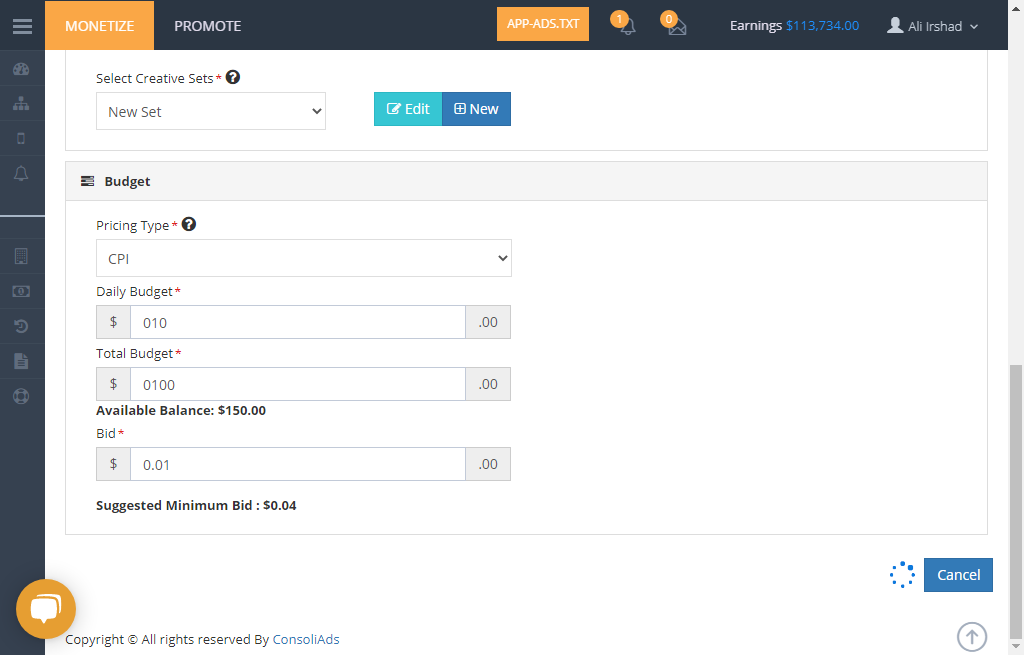 MONETIZE PROMOTE APP-ADS.TXT 1 0 Earnings $113,734.00 Ali Irshad
Select Creative Sets*
New Set Edit New
Budget
Pricing Type*
CPI
Daily Budget*
$ 010 .00
Total Budget*
$ 0100 .00
Available Balance: $150.00
Bid*
$ 0.01 .00
Suggested Minimum Bid : $0.04
Cancel
Copyright © All rights reserved By ConsoliAds